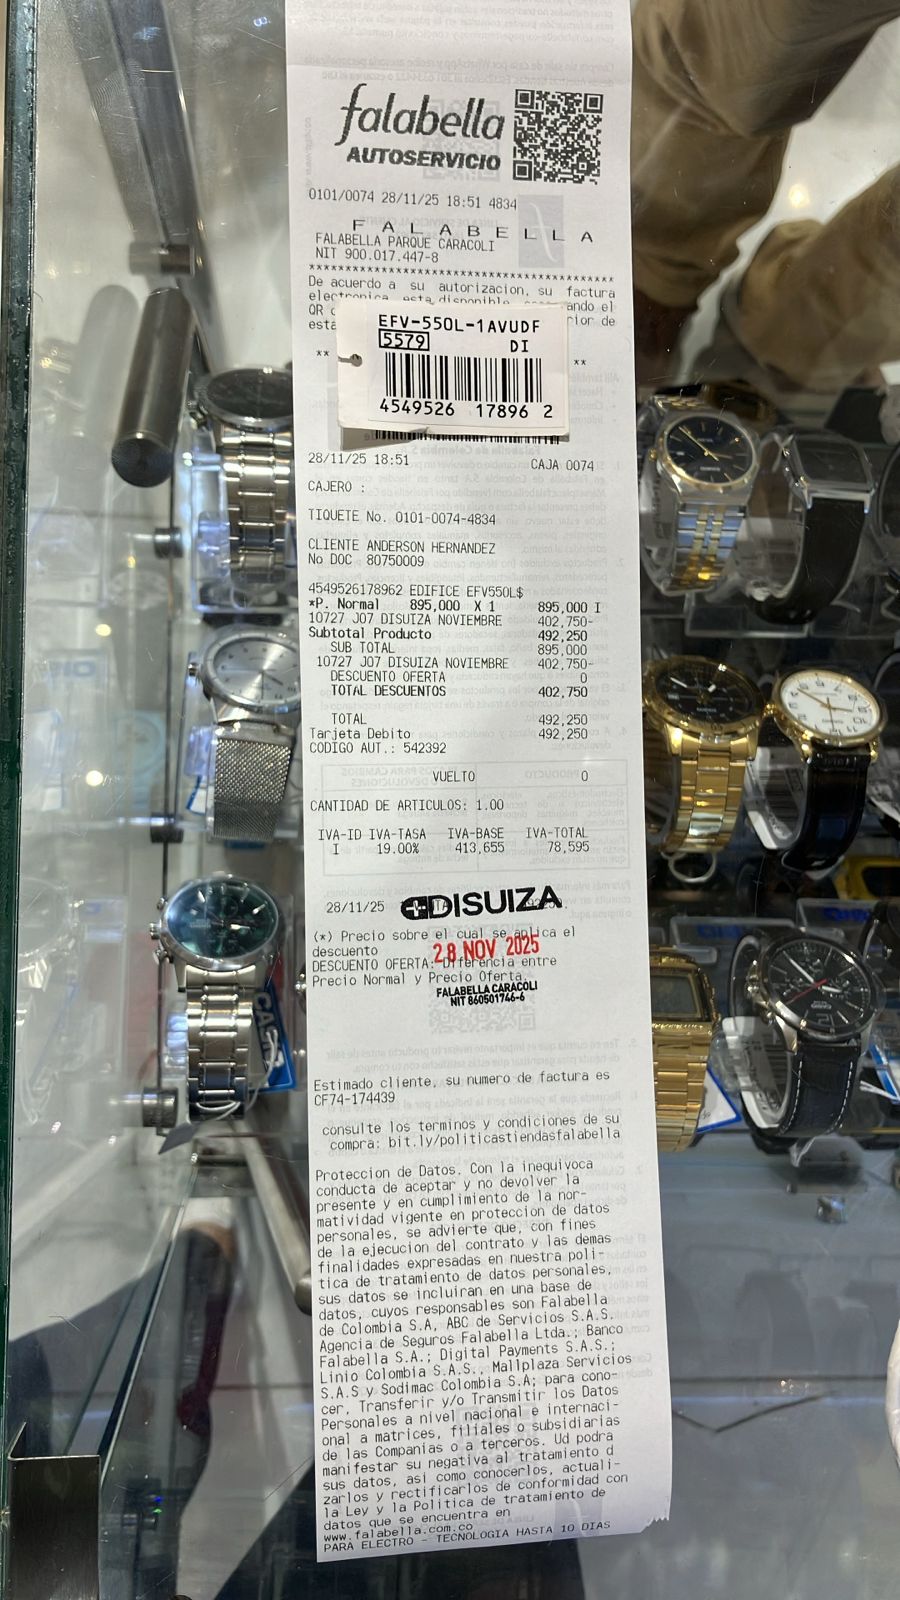 falabella
AUTOSERVICIO
0101/0074 28/11/25 18:51 4834
F A L A B E L L A
FALABELLA PARQUE CARACOLI
NIT 900.017.447-8
******************************************
De acuerdo a su autorizacion, su factura
electronica esta disponible, ando el
QR rior de
esta
** **
EFV-550L-1AVUDF
5579 DI
4549526 17896 2
28/11/25 18:51 CAJA 0074
CAJERO :
TIQUETE No. 0101-0074-4834
CLIENTE ANDERSON HERNANDEZ
No DOC 80750009
4549526178962 EDIFICE EFV550L$
*P. Normal 895,000 X 1 895,000 I
10727 J07 DISUIZA NOVIEMBRE 402,750-
Subtotal Producto 492,250
SUB TOTAL 895,000
10727 J07 DISUIZA NOVIEMBRE 402,750-
DESCUENTO OFERTA 0
TOTAL DESCUENTOS 402,750
TOTAL 492,250
Tarjeta Debito 492,250
CODIGO AUT.: 542392
VUELTO 0
CANTIDAD DE ARTICULOS: 1.00
IVA-ID IVA-TASA IVA-BASE IVA-TOTAL
I 19.00% 413,655 78,595
28/11/25
DISUIZA
(*) Precio sobre el cual se aplica el
descuento
28 NOV 2025
DESCUENTO OFERTA: Diferencia entre
Precio Normal y Precio Oferta.
FALABELLA CARACOLI
NIT 860501746-6
Estimado cliente, su numero de factura es
CF74-174439
consulte los terminos y condiciones de su
compra: bit.ly/politicastiendasfalabella
Proteccion de Datos. Con la inequivoca
conducta de aceptar y no devolver la
presente y en cumplimiento de la nor-
matividad vigente en proteccion de datos
personales, se advierte que, con fines
de la ejecucion del contrato y las demas
finalidades expresadas en nuestra poli-
tica de tratamiento de datos personales,
sus datos se incluiran en una base de
datos, cuyos responsables son Falabella
de Colombia S.A, ABC de Servicios S.A.S.
Agencia de Seguros Falabella Ltda.; Banco
Falabella S.A.; Digital Payments S.A.S.;
Linio Colombia S.A.S., Mallplaza Servicios
S.A.S y Sodimac Colombia S.A; para cono-
cer, Transferir y/o Transmitir los Datos
Personales a nivel nacional e internaci-
onal a matrices, filiales o subsidiarias
de las Companias o a terceros. Ud podra
manifestar su negativa al tratamiento d
sus datos, asi como conocerlos, actuali-
zarlos y rectificarlos de conformidad con
la Ley y la Politica de tratamiento de
datos que se encuentra en
www.falabella.com.co
PARA ELECTRO - TECNOLOGIA HASTA 10 DIAS